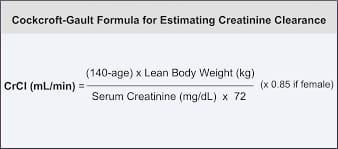 Cockcroft-Gault Formula for Estimating Creatinine Clearance
(140-age) x Lean Body Weight (kg)
CrCl (mL/min) = (x 0.85 if female)
Serum Creatinine (mg/dL) x 72